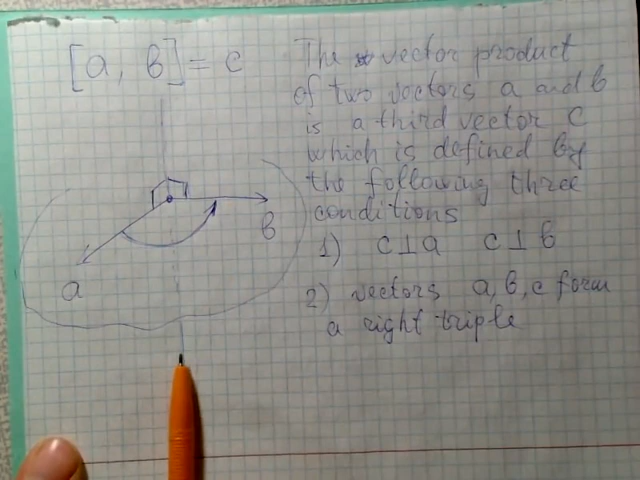 [a, b] = c
The vector product
of two vectors a and b
is a third vector c
which is defined by
the following three
conditions
1) c⊥a c⊥b
2) vectors a, b, c form
a right triple
b
a